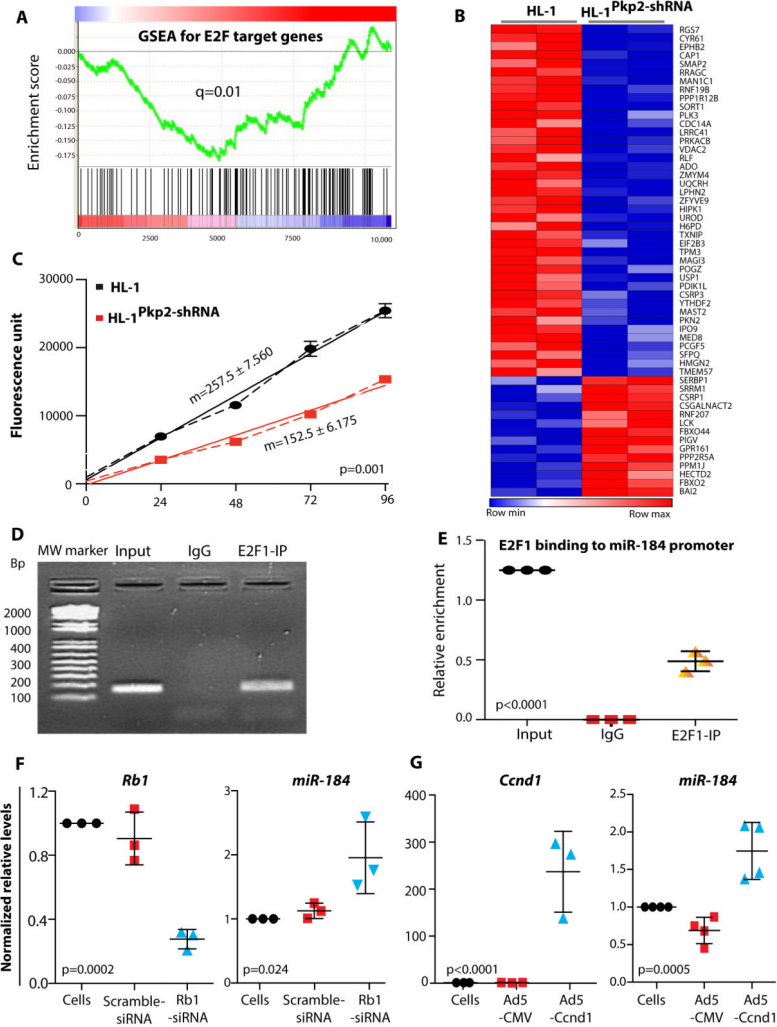 A
GSEA for E2F target genes
q=0.01
Enrichment score
0.000
-0.025
-0.050
-0.075
-0.100
-0.125
-0.150
-0.175
0 2500 5000 7500 10,000
B
HL-1 HL-1Pkp2-shRNA
RGS7
CYR61
EPHB2
CAP1
SMAP2
RRAGC
MAN1C1
RNF19B
PPP1R12B
SORT1
PLK3
CDC14A
LRRC41
PRKACB
VDAC2
RLF
ADO
ZMYM4
UQCRH
LPHN2
ZFYVE9
HIPK1
UROD
H6PD
TXNIP
EIF2B3
TPM3
MAGI3
POGZ
USP1
PDIK1L
CSRP3
YTHDF2
MAST2
PKN2
IPO9
MED8
PCGF5
SFPQ
HMGN2
TMEM57
SERBP1
SRRM1
CSRP1
CSGALNACT2
RNF207
LCK
FBXO44
PIGV
GPR161
PPP2R5A
PPM1J
HECTD2
FBXO2
BAI2
Row min Row max
C
HL-1
HL-1Pkp2-shRNA
Fluorescence unit
30000
20000
10000
0
m=257.5 ± 7.560
m=152.5 ± 6.175
p=0.001
0 24 48 72 96
D
MW marker Input IgG E2F1-IP
Bp
2000
1000
400
300
200
100
E
E2F1 binding to miR-184 promoter
Relative enrichment
1.5
1.0
0.5
0.0
p<0.0001
Input IgG E2F1-IP
F
Normalized relative levels
Rb1
1.2
0.8
0.4
0.0
p=0.0002
Cells Scramble-siRNA Rb1-siRNA
miR-184
3
2
1
0
p=0.024
Cells Scramble-siRNA Rb1-siRNA
G
Ccnd1
400
300
200
100
0
p<0.0001
Cells Ad5-CMV Ad5-Ccnd1
miR-184
2.5
2.0
1.5
1.0
0.5
0.0
p=0.0005
Cells Ad5-CMV Ad5-Ccnd1